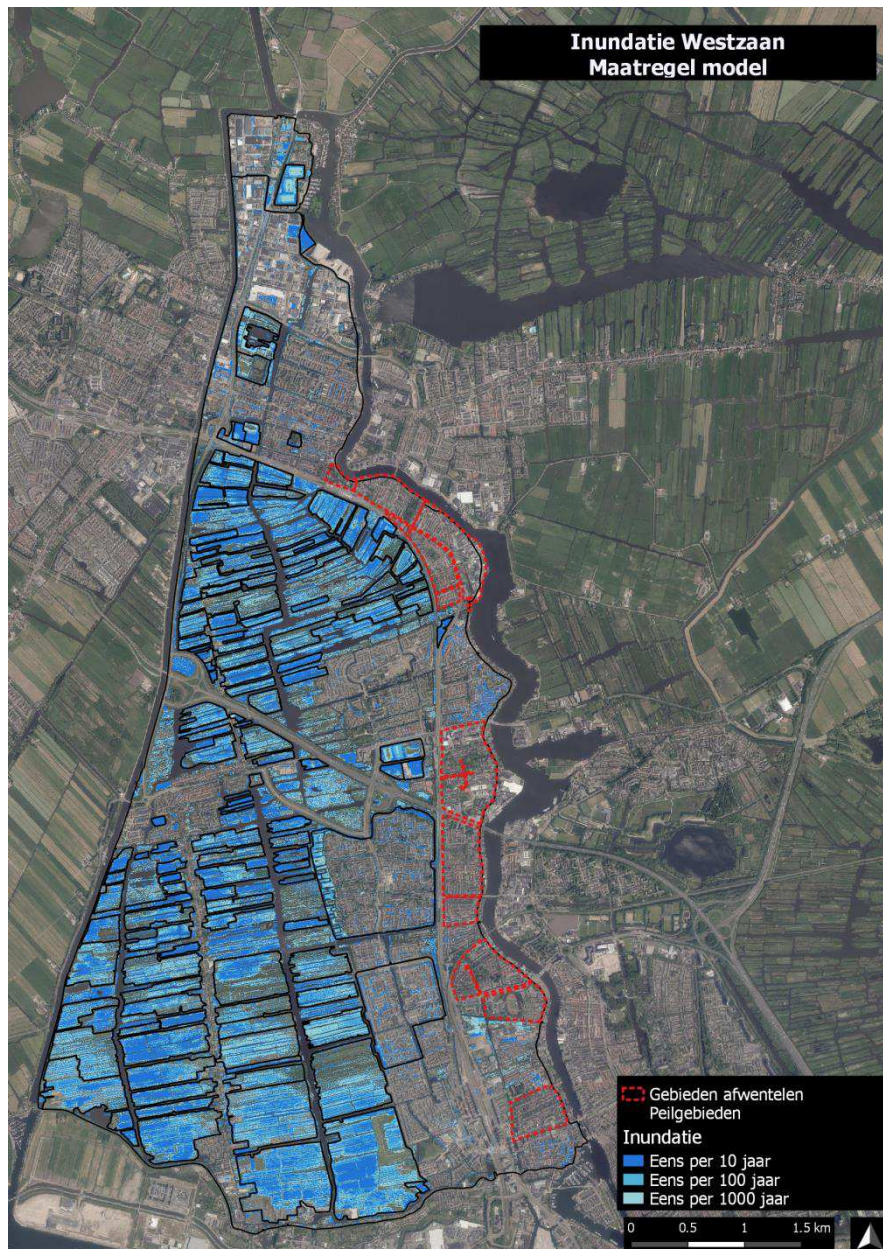 Inundatie Westzaan
Maatregel model
Gebieden afwentelen
Peilgebieden
Inundatie
Eens per 10 jaar
Eens per 100 jaar
Eens per 1000 jaar
0 0.5 1 1.5 km